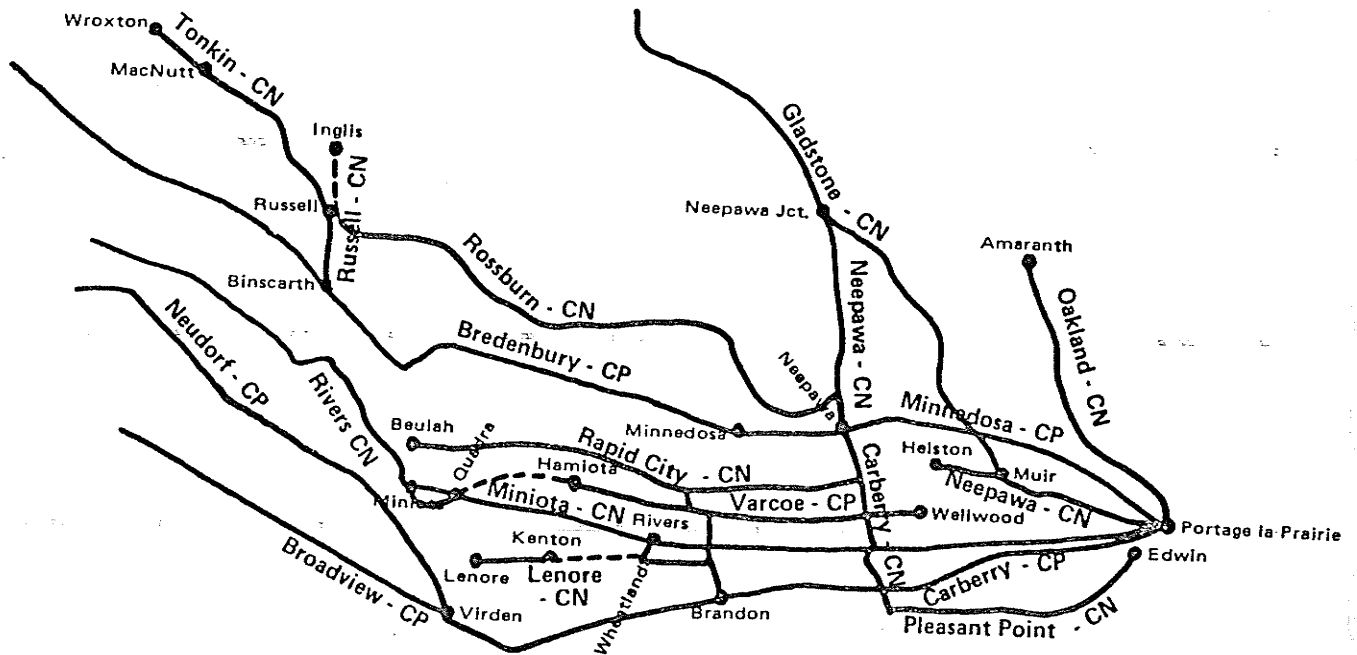 Wroxton
Tonkin - CN
MacNutt
Inglis
Russell
Russell - CN
Binscarth
Rossburn - CN
Gladstone - CN
Neepawa Jct.
Neepawa - CN
Amaranth
Oakland - CN
Neudorf - CP
Bredenbury - CP
Neepawa
Minnedosa
Minnedosa - CP
Rivers CN
Beulah
Quadra
Rapid City - CN
Hamiota
Carberry - CN
Helston
Muir
Neepawa - CN
Miniota - CN
Varcoe - CP
Wellwood
Rivers
Portage la Prairie
Edwin
Kenton
Lenore
Lenore - CN
Broadview - CP
Virden
Brandon
Carberry - CP
Pleasant Point - CN